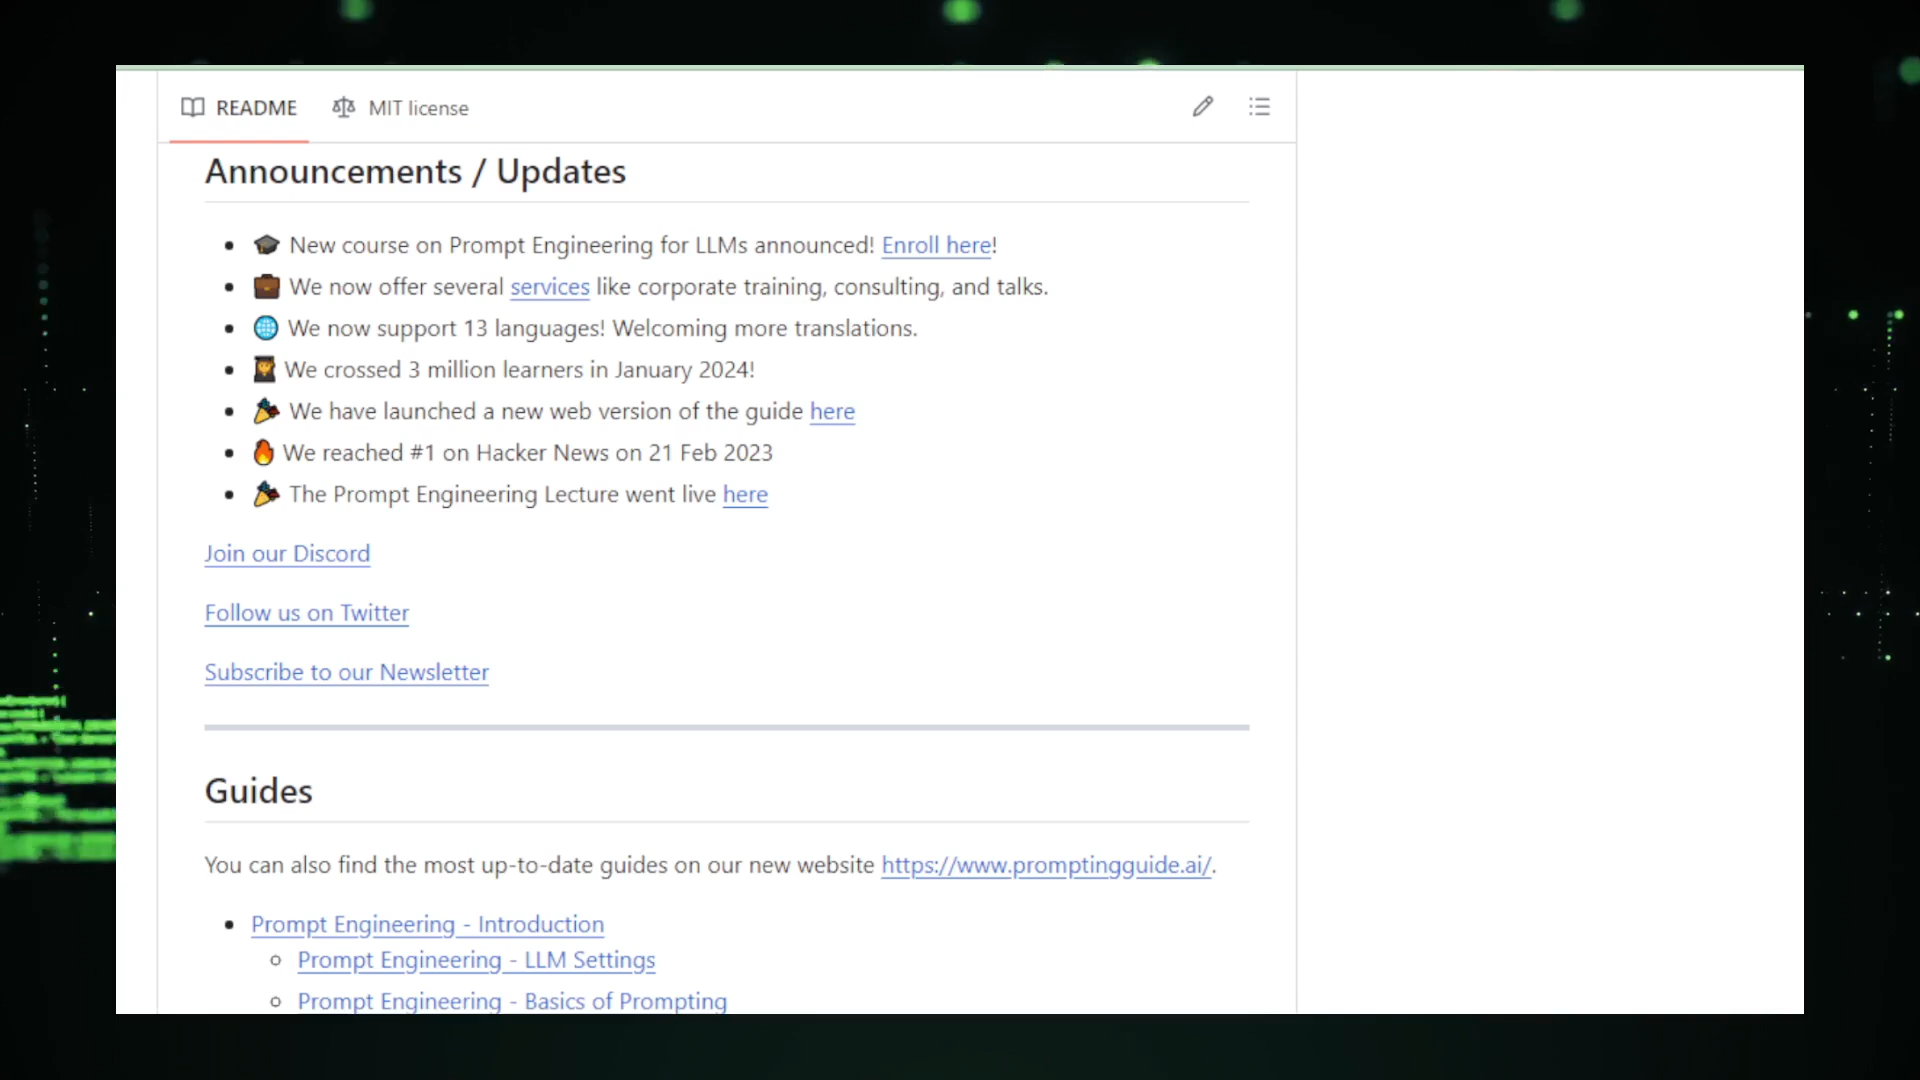 README MIT license
Announcements / Updates
New course on Prompt Engineering for LLMs announced! Enroll here!
We now offer several services like corporate training, consulting, and talks.
We now support 13 languages! Welcoming more translations.
We crossed 3 million learners in January 2024!
We have launched a new web version of the guide here
We reached #1 on Hacker News on 21 Feb 2023
The Prompt Engineering Lecture went live here
Join our Discord
Follow us on Twitter
Subscribe to our Newsletter
Guides
You can also find the most up-to-date guides on our new website https://www.promptingguide.ai/.
Prompt Engineering - Introduction
Prompt Engineering - LLM Settings
Prompt Engineering - Basics of Prompting